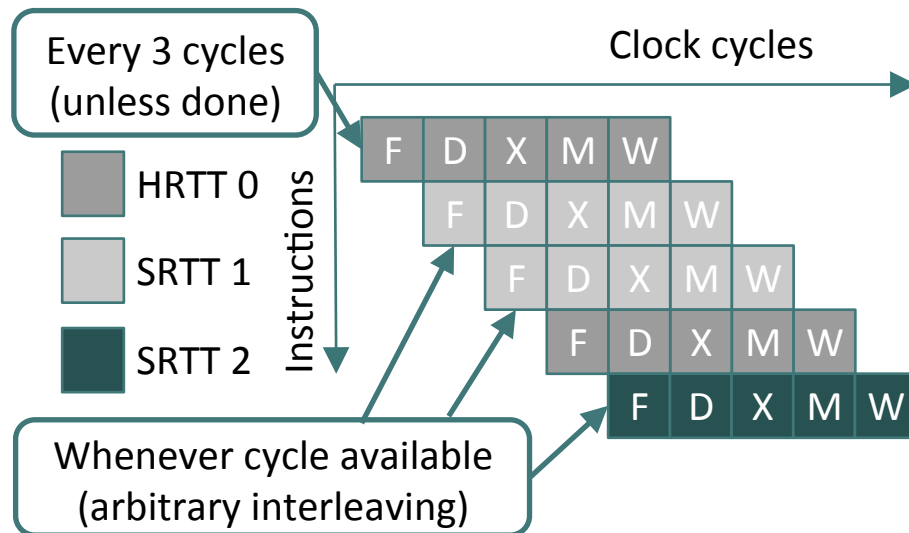 Every 3 cycles
(unless done)
Clock cycles
HRTT 0
SRTT 1
SRTT 2
Instructions
F D X M W
F D X M W
F D X M W
F D X M W
F D X M W
Whenever cycle available
(arbitrary interleaving)